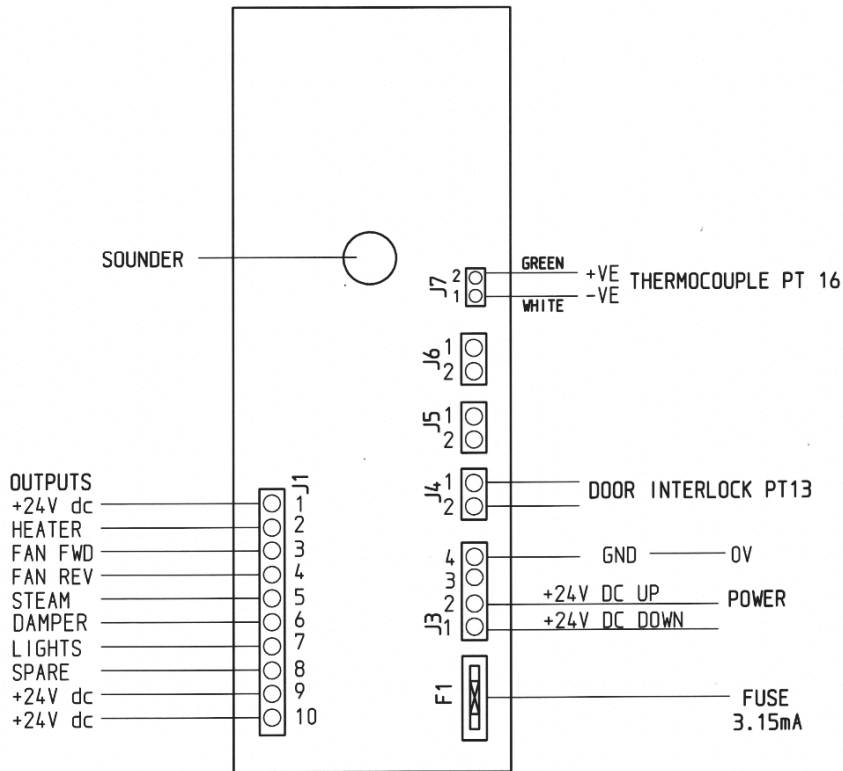 SOUNDER
J7
2 GREEN +VE
THERMOCOUPLE PT 16
1 WHITE -VE
J6
1
2
J5
1
2
J4
1
2
DOOR INTERLOCK PT13
OUTPUTS
J1
+24V dc 1
HEATER 2
FAN FWD 3
FAN REV 4
STEAM 5
DAMPER 6
LIGHTS 7
SPARE 8
+24V dc 9
+24V dc 10
J3
4 GND 0V
3
2 +24V DC UP
POWER
1 +24V DC DOWN
F1
FUSE
3.15mA